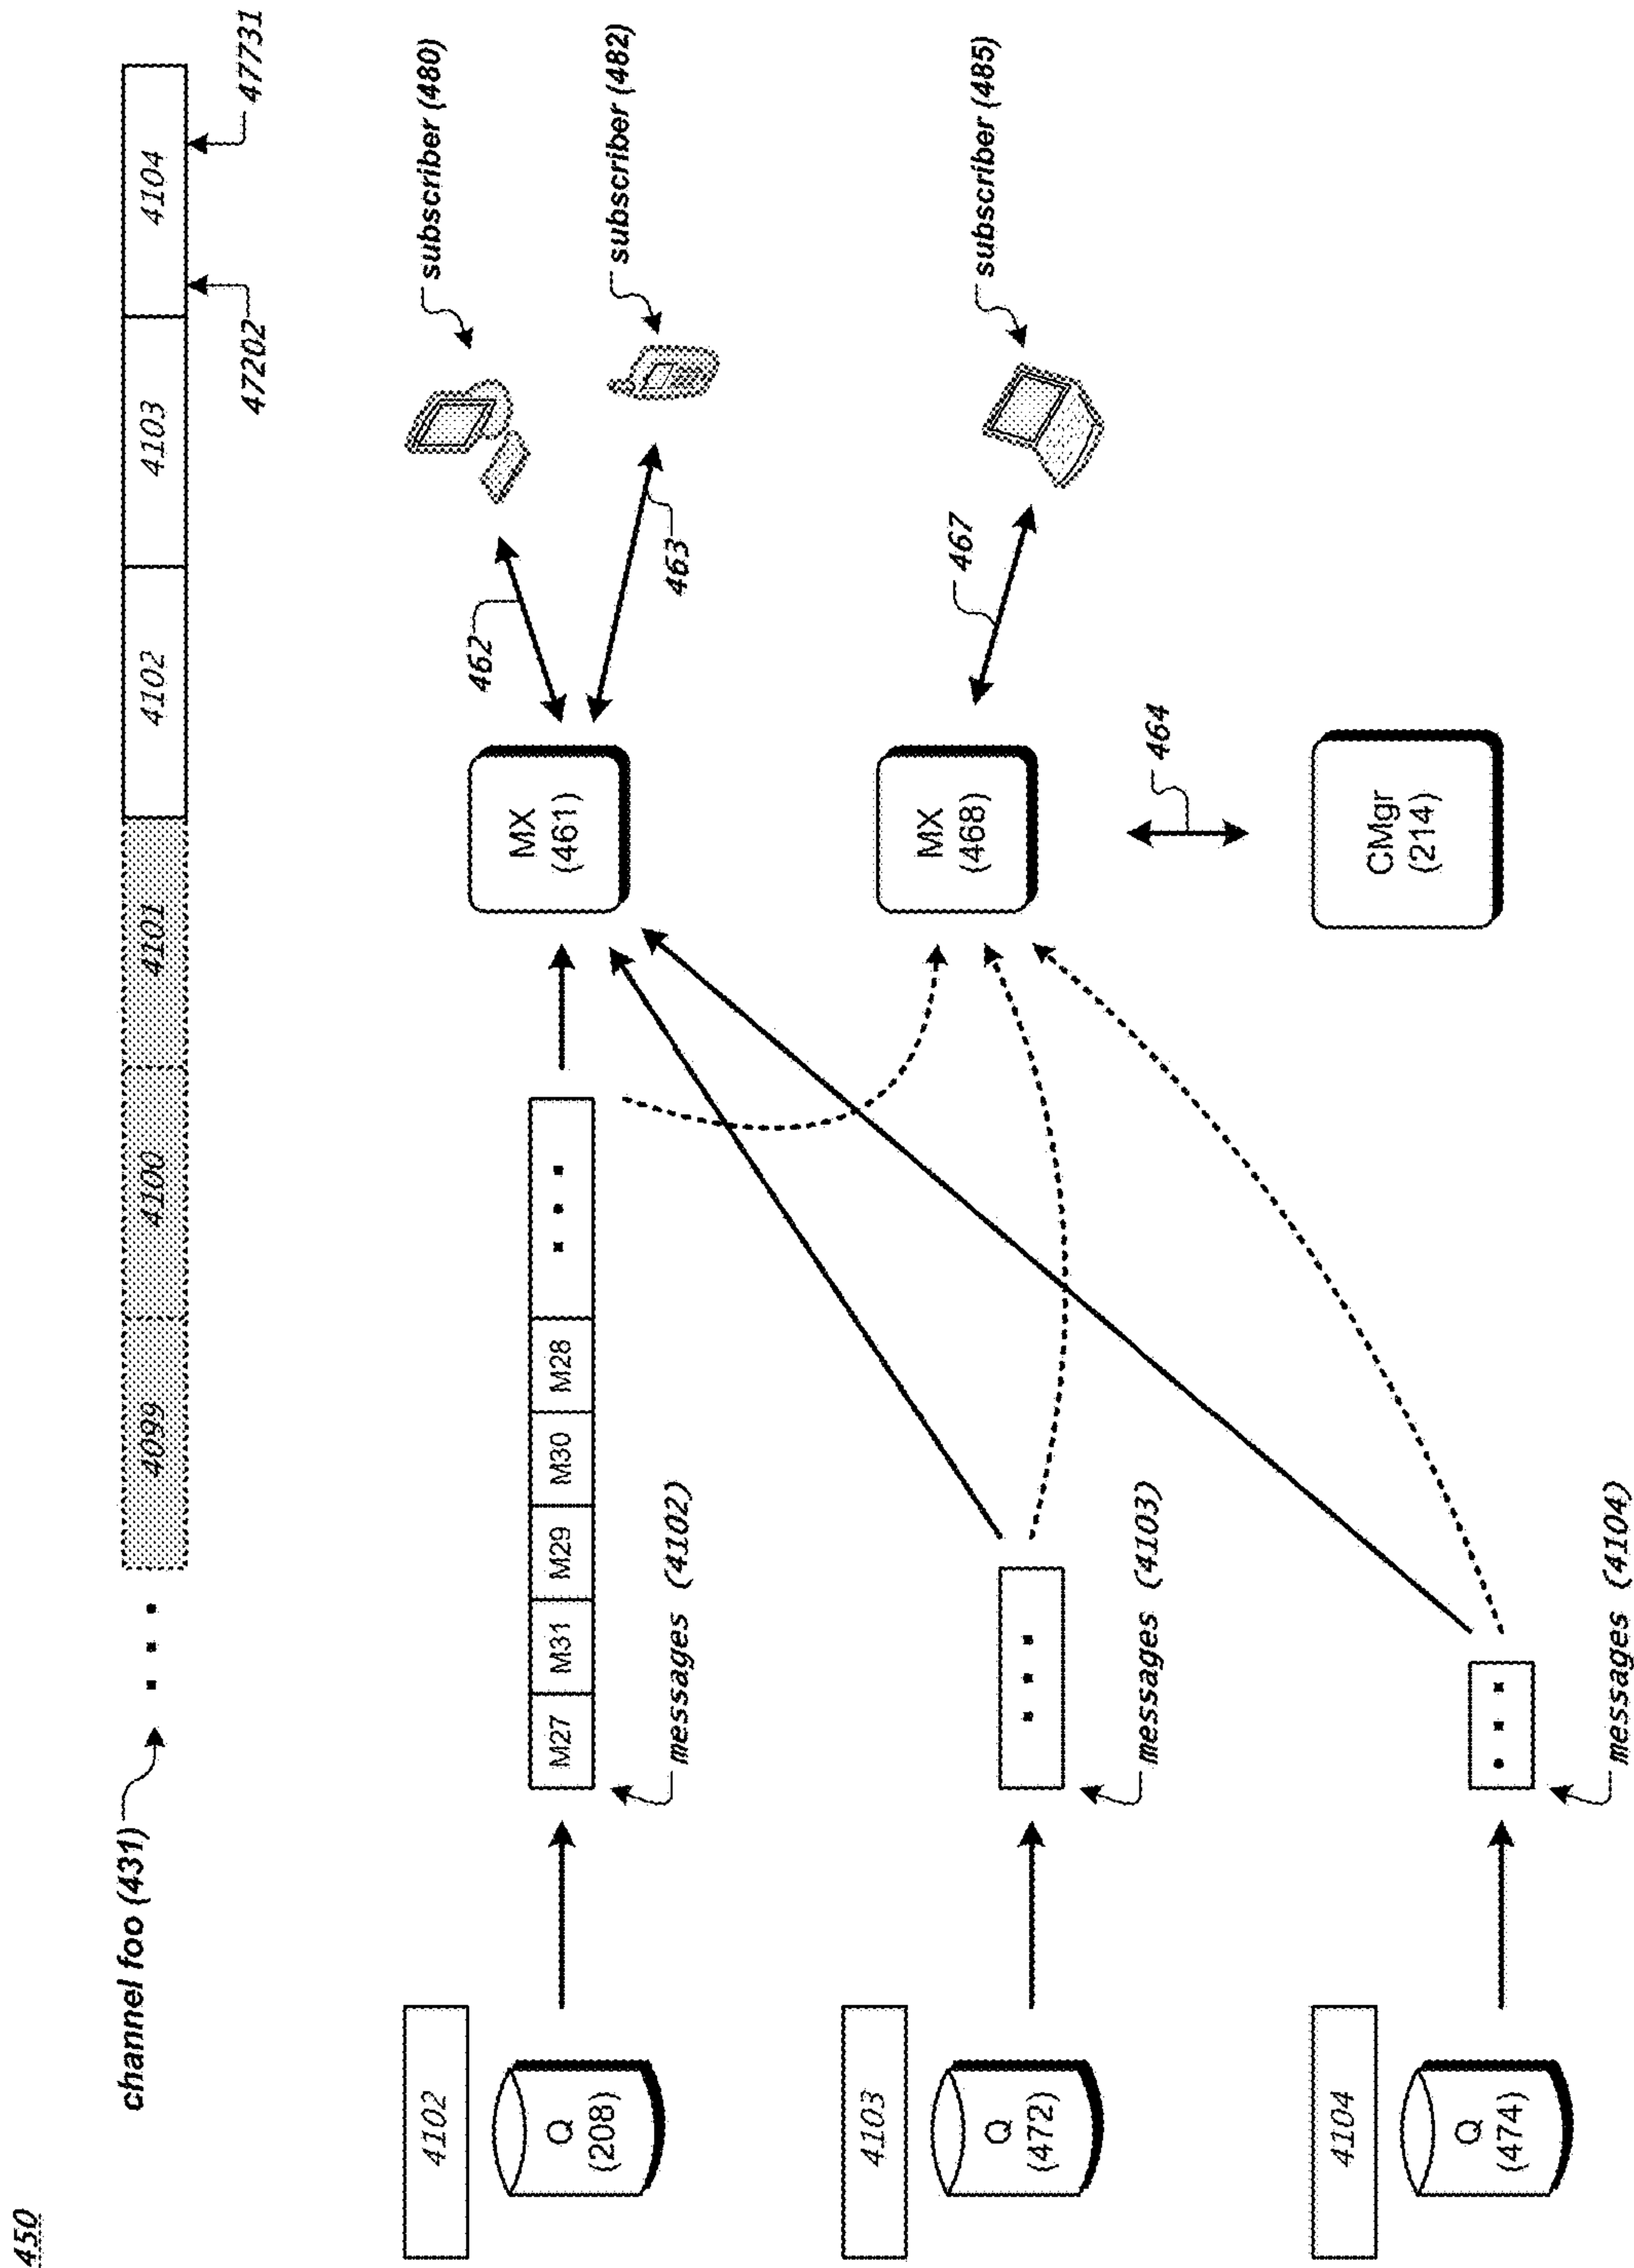 450
channel foo (431)
4099
4100
4101
4102
4103
4104
47202
47731
4102
Q
(208)
M27
M31
M29
M30
M28
messages (4102)
MX
(461)
462
463
subscriber (480)
subscriber (482)
4103
Q
(472)
messages (4103)
MX
(468)
467
subscriber (485)
464
4104
Q
(474)
messages (4104)
CMgr
(214)